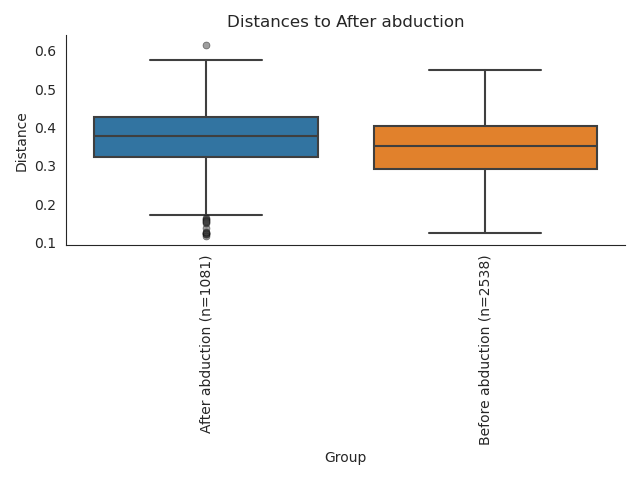 Distances to After abduction
Distance
0.6
0.5
0.4
0.3
0.2
0.1
After abduction (n=1081)
Before abduction (n=2538)
Group